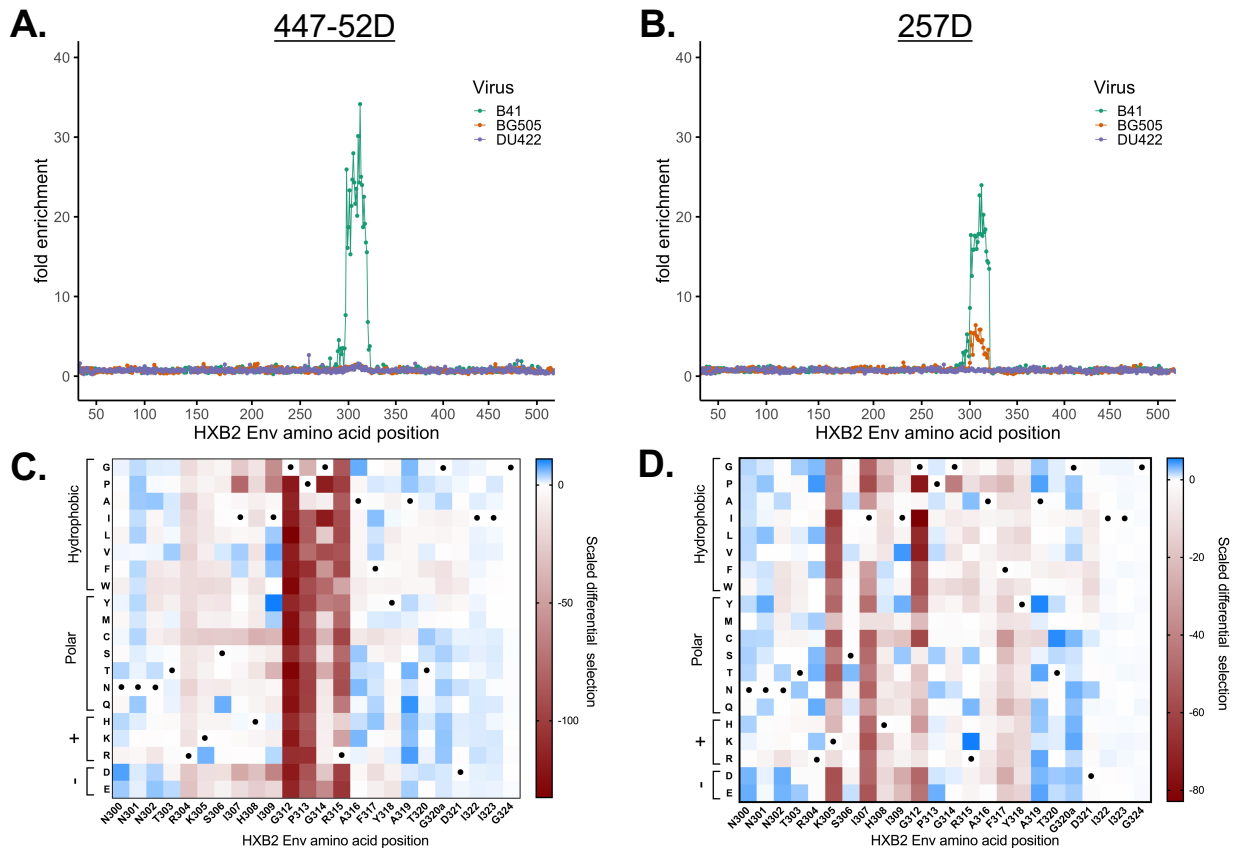 A.
447-52D
40
30
20
10
0
fold enrichment
Virus
B41
BG505
DU422
50
100
150
200
250
300
350
400
450
500
HXB2 Env amino acid position
B.
257D
40
30
20
10
0
fold enrichment
Virus
B41
BG505
DU422
50
100
150
200
250
300
350
400
450
500
HXB2 Env amino acid position
C.
Hydrophobic
Polar
+
-
G
P
A
I
L
V
F
W
Y
M
C
S
T
N
Q
H
K
R
D
E
N300
N301
N302
T303
R304
K305
S306
I307
H308
I309
G312
P313
G314
R315
A316
F317
Y318
A319
T320
G320a
D321
I322
I323
G324
HXB2 Env amino acid position
0
-50
-100
Scaled differential selection
D.
Hydrophobic
Polar
+
-
G
P
A
I
L
V
F
W
Y
M
C
S
T
N
Q
H
K
R
D
E
N300
N301
N302
T303
R304
K305
S306
I307
H308
I309
G312
P313
G314
R315
A316
F317
Y318
A319
T320
G320a
D321
I322
I323
G324
HXB2 Env amino acid position
0
-20
-40
-60
-80
Scaled differential selection